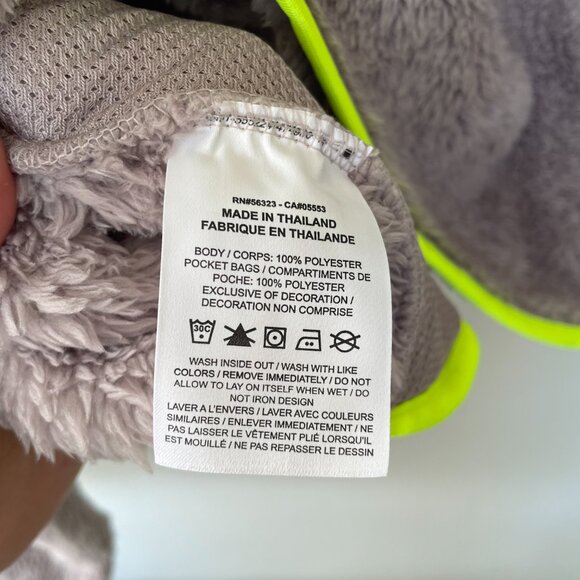 RN#56323 - CA#05553
MADE IN THAILAND
FABRIQUE EN THAILANDE
BODY / CORPS: 100% POLYESTER
POCKET BAGS / COMPARTIMENTS DE
POCHE: 100% POLYESTER
EXCLUSIVE OF DECORATION /
DECORATION NON COMPRISE
30C
WASH INSIDE OUT / WASH WITH LIKE
COLORS / REMOVE IMMEDIATELY / DO NOT
ALLOW TO LAY ON ITSELF WHEN WET / DO
NOT IRON DESIGN
LAVER A L'ENVERS / LAVER AVEC COULEURS
SIMILAIRES / ENLEVER IMMEDIATEMENT / NE
PAS LAISSER LE VÊTEMENT PLIÉ LORSQU'IL
EST MOUILLÉ / NE PAS REPASSER LE DESSIN